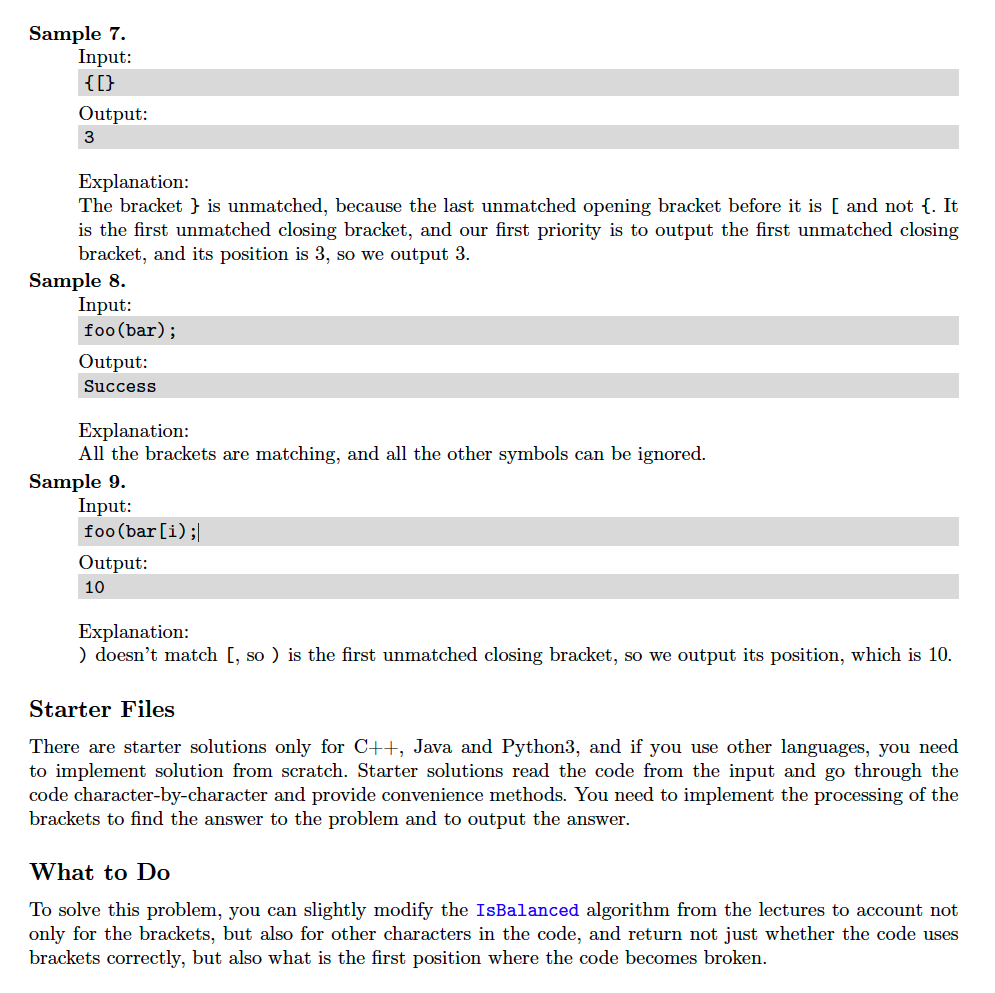 Sample 7.
Input:
{[}
Output:
3
Explanation:
The bracket } is unmatched, because the last unmatched opening bracket before it is [ and not {. It
is the first unmatched closing bracket, and our first priority is to output the first unmatched closing
bracket, and its position is 3, so we output 3.
Sample 8.
Input:
foo(bar);
Output:
Success
Explanation:
All the brackets are matching, and all the other symbols can be ignored.
Sample 9.
Input:
foo(bar[i);
Output:
10
Explanation:
) doesn't match [, so ) is the first unmatched closing bracket, so we output its position, which is 10.
Starter Files
There are starter solutions only for C++, Java and Python3, and if you use other languages, you need
to implement solution from scratch. Starter solutions read the code from the input and go through the
code character-by-character and provide convenience methods. You need to implement the processing of the
brackets to find the answer to the problem and to output the answer.
What to Do
To solve this problem, you can slightly modify the IsBalanced algorithm from the lectures to account not
only for the brackets, but also for other characters in the code, and return not just whether the code uses
brackets correctly, but also what is the first position where the code becomes broken.